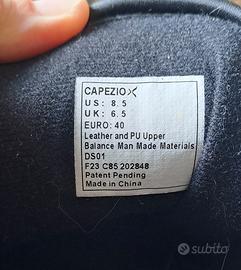 CAPEZIO
US: 8.5
UK: 6.5
EURO: 40
Leather and PU Upper
Balance Man Made Materials
DS01
F23 C85 202848
Patent Pending
Made in China
subito